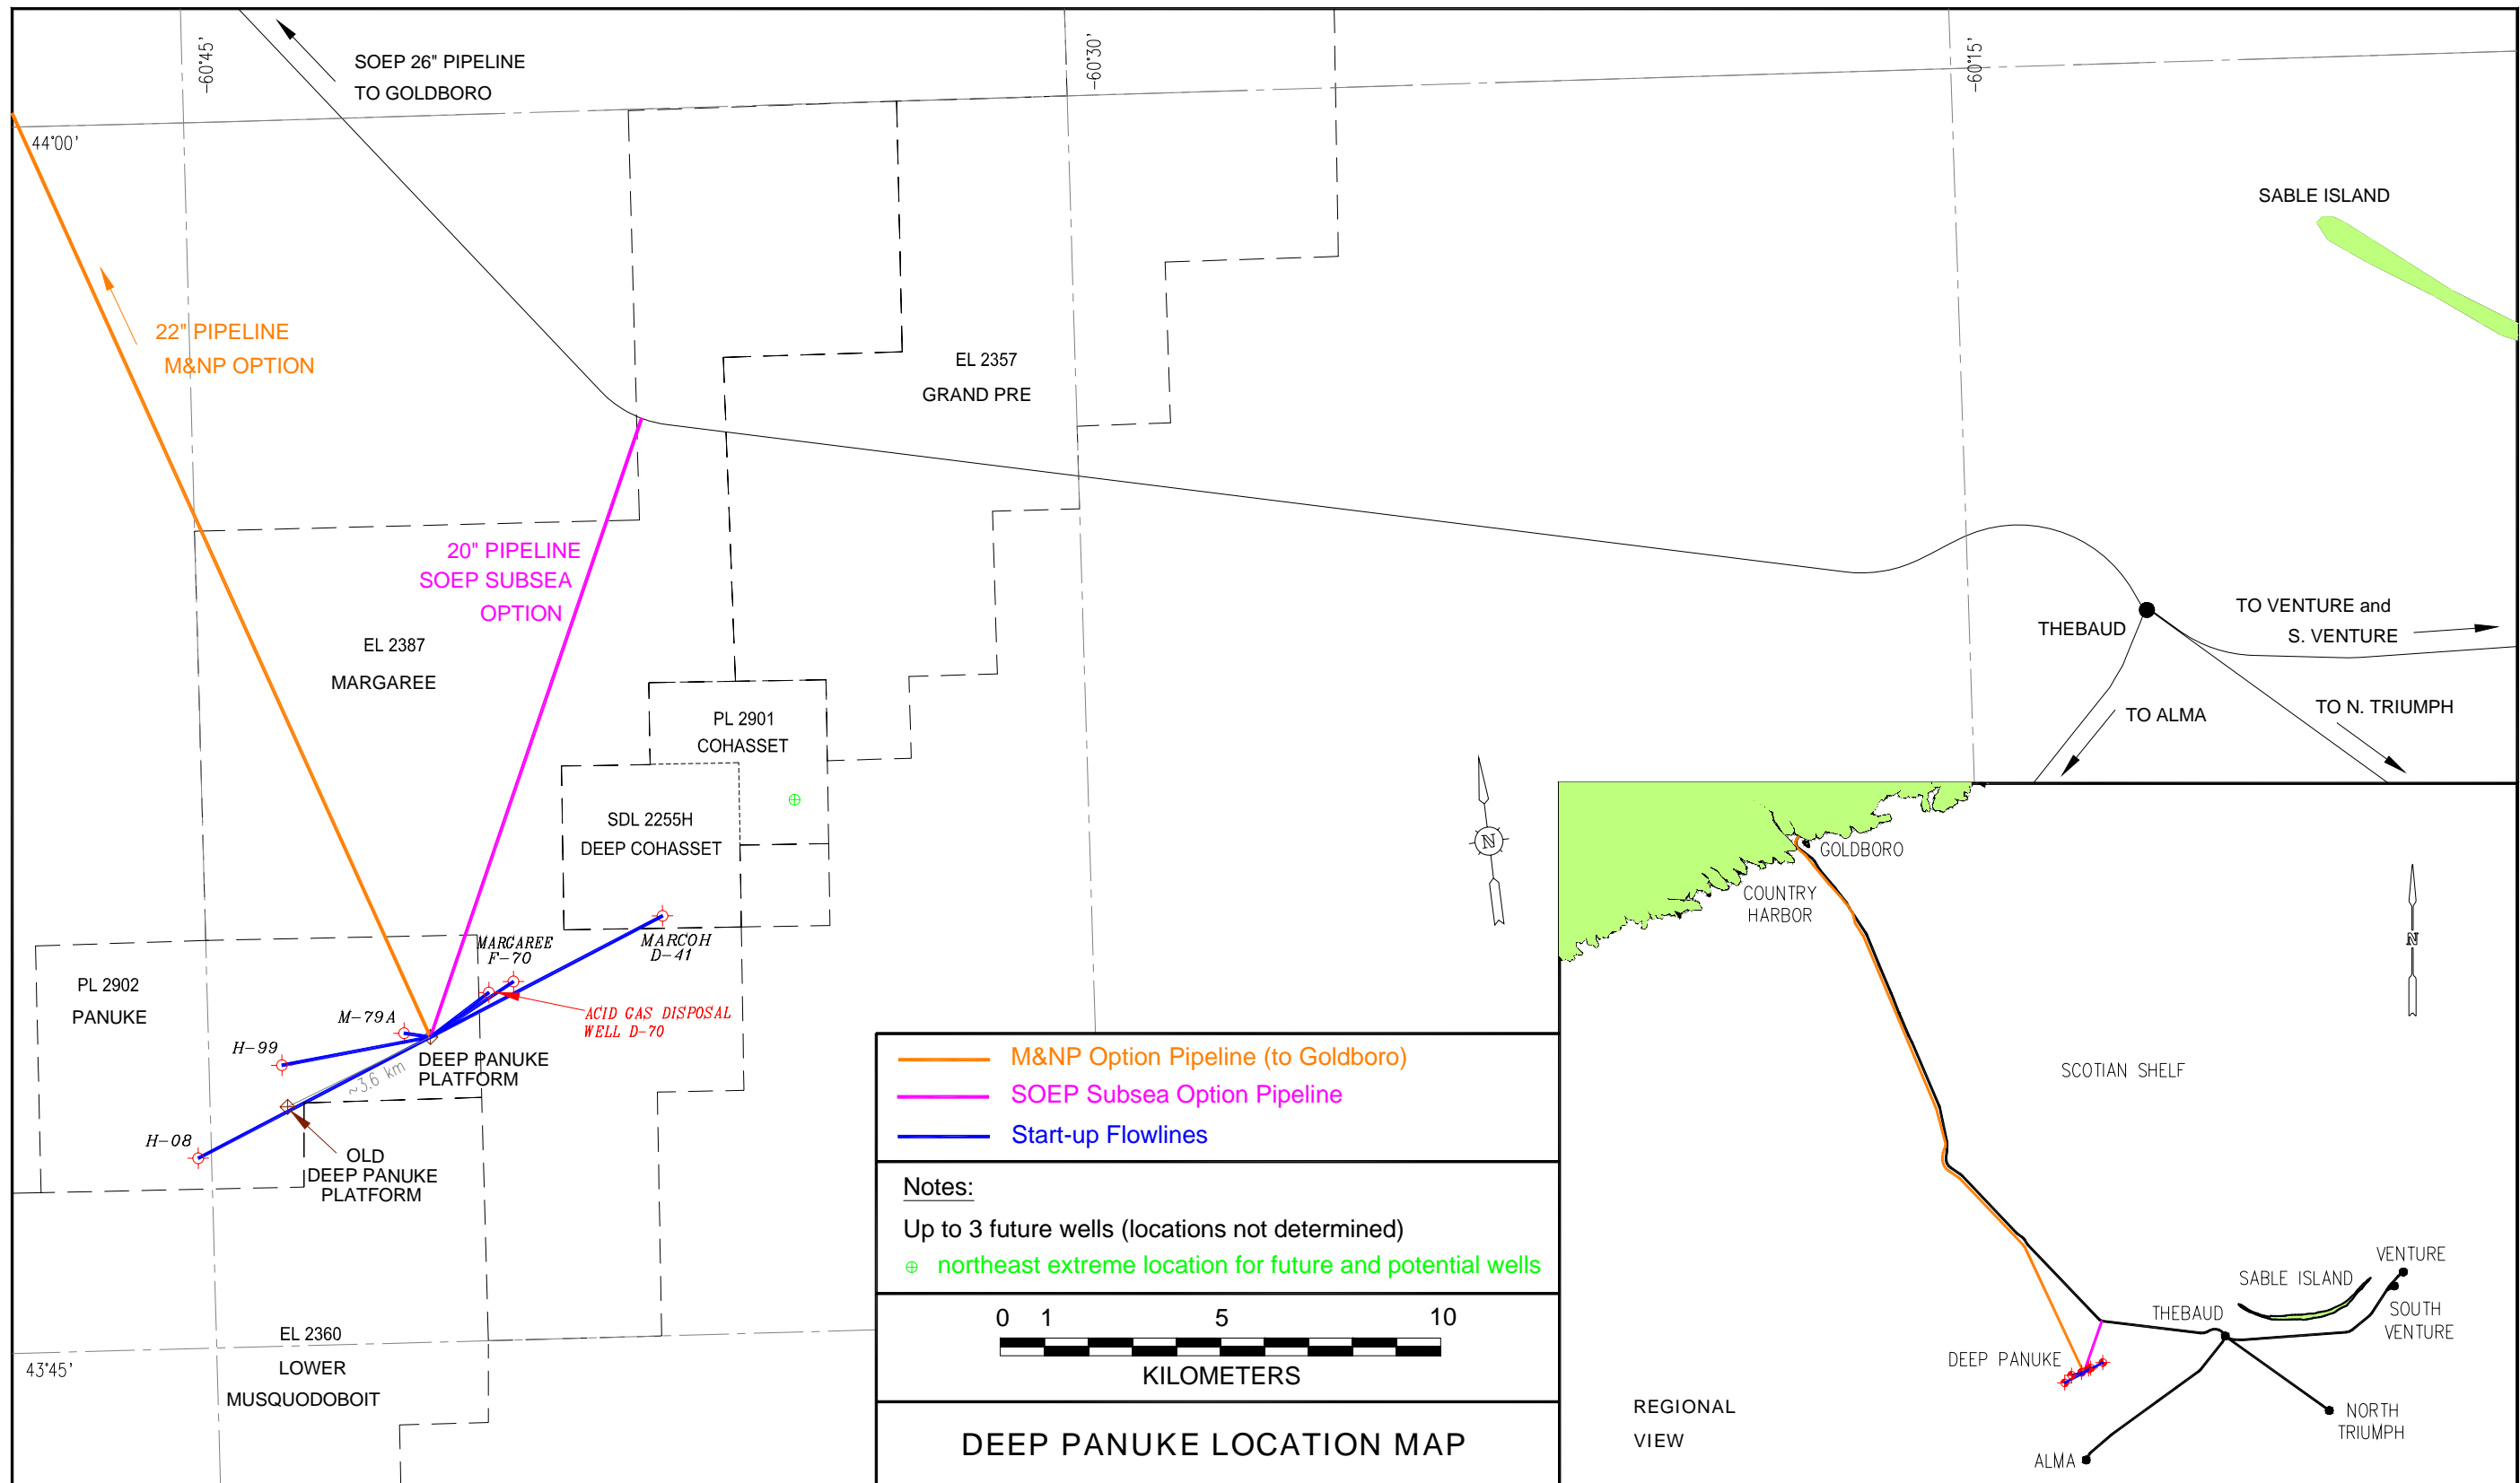 -60°45'
-60°30'
-60°15'
SOEP 26" PIPELINE
TO GOLDBORO
44°00'
SABLE ISLAND
22" PIPELINE
M&NP OPTION
EL 2357
GRAND PRE
20" PIPELINE
SOEP SUBSEA
OPTION
EL 2387
MARGAREE
THEBAUD
TO VENTURE and
S. VENTURE
TO ALMA
TO N. TRIUMPH
PL 2901
COHASSET
SDL 2255H
DEEP COHASSET
N
MARGAREE
F-70
MARCOH
D-41
PL 2902
PANUKE
M-79A
ACID GAS DISPOSAL
WELL D-70
H-99
DEEP PANUKE
PLATFORM
~3.6 km
H-08
OLD
DEEP PANUKE
PLATFORM
EL 2360
LOWER
MUSQUODOBOIT
43°45'
M&NP Option Pipeline (to Goldboro)
SOEP Subsea Option Pipeline
Start-up Flowlines
Notes:
Up to 3 future wells (locations not determined)
northeast extreme location for future and potential wells
0 1 5 10
KILOMETERS
DEEP PANUKE LOCATION MAP
GOLDBORO
COUNTRY
HARBOR
N
SCOTIAN SHELF
VENTURE
SABLE ISLAND
SOUTH
VENTURE
THEBAUD
DEEP PANUKE
NORTH
TRIUMPH
ALMA
REGIONAL
VIEW